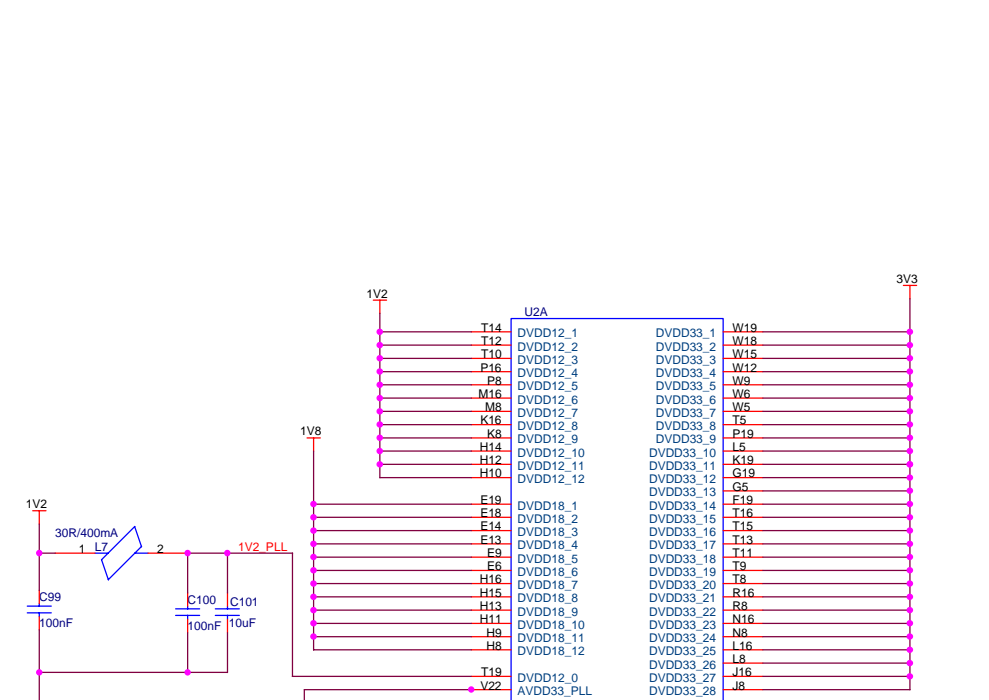 3V3
1V2
U2A
T14 DVDD12_1 DVDD33_1 W19
T12 DVDD12_2 DVDD33_2 W18
T10 DVDD12_3 DVDD33_3 W15
P16 DVDD12_4 DVDD33_4 W12
P8 DVDD12_5 DVDD33_5 W9
M16 DVDD12_6 DVDD33_6 W6
M8 DVDD12_7 DVDD33_7 W5
K16 DVDD12_8 DVDD33_8 T5
K8 DVDD12_9 DVDD33_9 P19
H14 DVDD12_10 DVDD33_10 L5
H12 DVDD12_11 DVDD33_11 K19
H10 DVDD12_12 DVDD33_12 G19
DVDD33_13 G5
1V8
E19 DVDD18_1 DVDD33_14 F19
E18 DVDD18_2 DVDD33_15 T16
E14 DVDD18_3 DVDD33_16 T15
E13 DVDD18_4 DVDD33_17 T13
E9 DVDD18_5 DVDD33_18 T11
E6 DVDD18_6 DVDD33_19 T9
H16 DVDD18_7 DVDD33_20 T8
H15 DVDD18_8 DVDD33_21 R16
H13 DVDD18_9 DVDD33_22 R8
H11 DVDD18_10 DVDD33_23 N16
H9 DVDD18_11 DVDD33_24 N8
H8 DVDD18_12 DVDD33_25 L16
DVDD33_26 L8
T19 DVDD12_0 DVDD33_27 J16
V22 AVDD33_PLL DVDD33_28 J8
1V2
30R/400mA
1 L7 2
1V2_PLL
C99
100nF
C100
100nF
C101
10uF